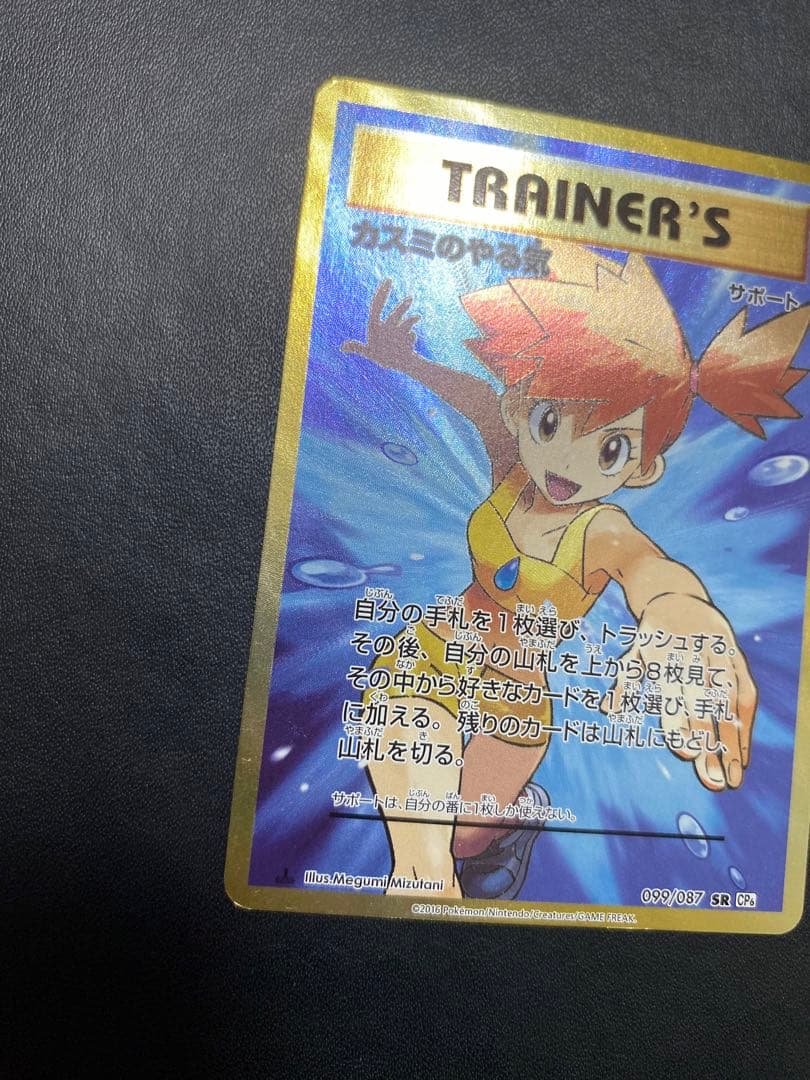 TRAINER'S
カスミのやる気
サポート
自分の手札を1枚選び、トラッシュする。
その後、自分の山札を上から8枚見て、
その中から好きなカードを1枚選び、手札
に加える。残りのカードは山札にもどし、
山札を切る。
サポートは、自分の番に1枚しか使えない。
Illus.Megumi Mizutani
099/087 SR CP6
©2016 Pokémon/Nintendo/Creatures/GAME FREAK.